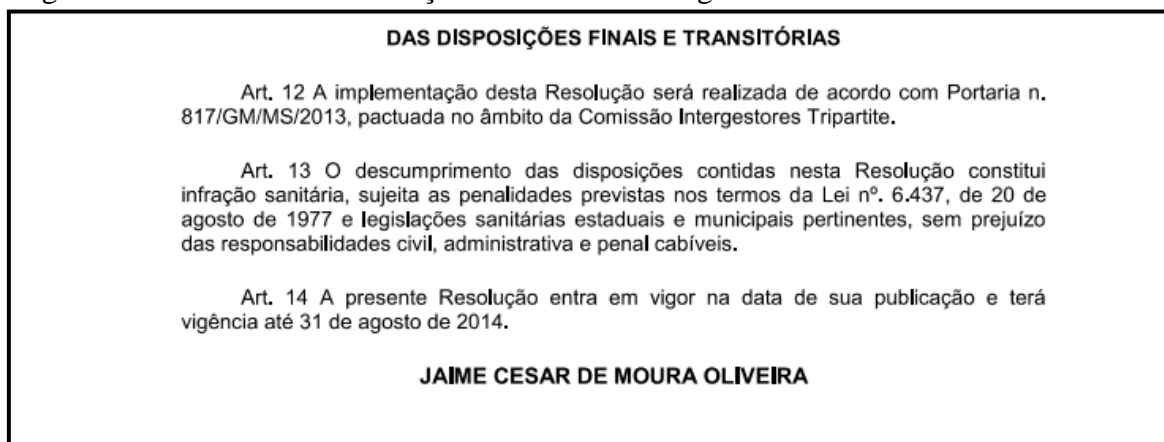 DAS DISPOSIÇÕES FINAIS E TRANSITÓRIAS
Art. 12 A implementação desta Resolução será realizada de acordo com Portaria n.
817/GM/MS/2013, pactuada no âmbito da Comissão Intergestores Tripartite.
Art. 13 O descumprimento das disposições contidas nesta Resolução constitui
infração sanitária, sujeita as penalidades previstas nos termos da Lei nº. 6.437, de 20 de
agosto de 1977 e legislações sanitárias estaduais e municipais pertinentes, sem prejuízo
das responsabilidades civil, administrativa e penal cabíveis.
Art. 14 A presente Resolução entra em vigor na data de sua publicação e terá
vigência até 31 de agosto de 2014.
JAIME CESAR DE MOURA OLIVEIRA